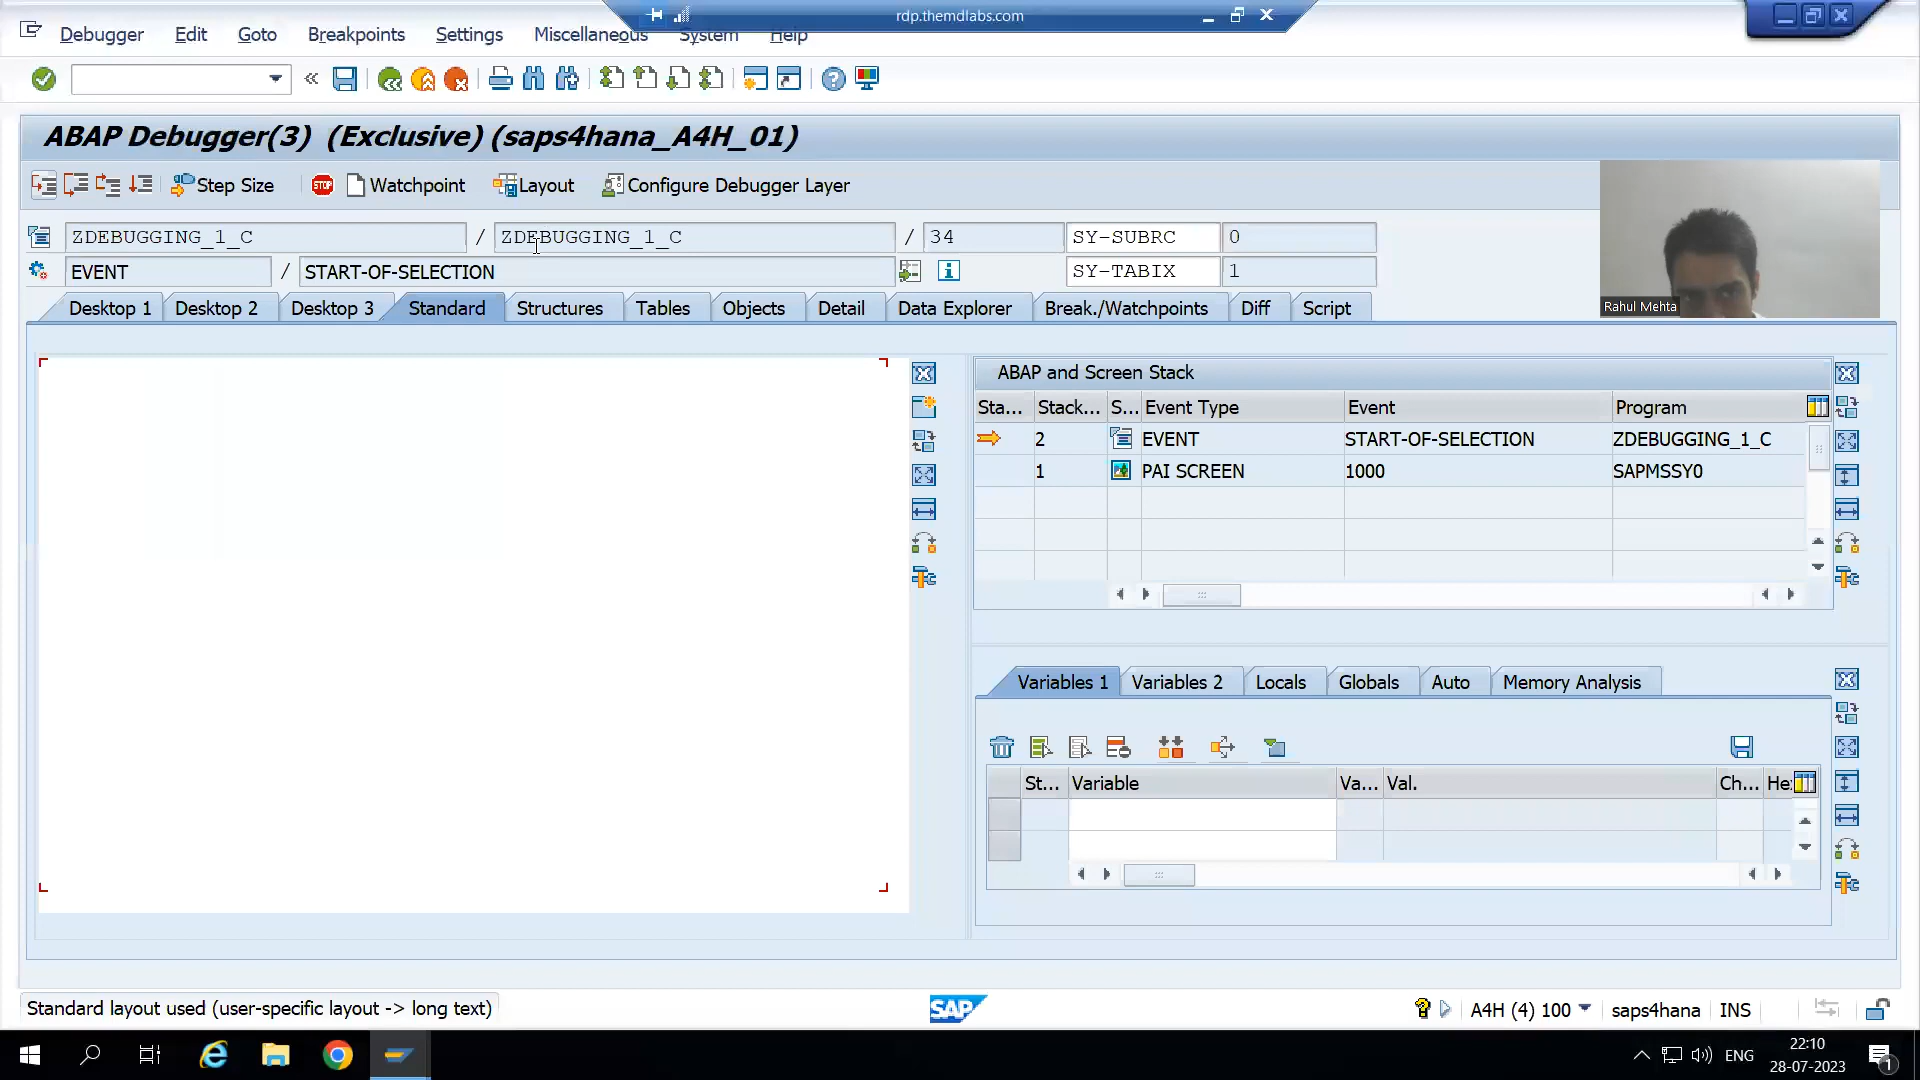 rdp.themdlabs.com
Debugger Edit Goto Breakpoints Settings Miscellaneous System Help
ABAP Debugger(3) (Exclusive) (saps4hana_A4H_01)
Step Size STOP Watchpoint Layout Configure Debugger Layer
ZDEBUGGING_1_C / ZDEBUGGING_1_C / 34 SY-SUBRC 0
EVENT / START-OF-SELECTION SY-TABIX 1
Rahul Mehta
Desktop 1 Desktop 2 Desktop 3 Standard Structures Tables Objects Detail Data Explorer Break./Watchpoints Diff Script
ABAP and Screen Stack
Sta... Stack... S... Event Type Event Program
2 EVENT START-OF-SELECTION ZDEBUGGING_1_C
1 PAI SCREEN 1000 SAPMSSY0
Variables 1 Variables 2 Locals Globals Auto Memory Analysis
St... Variable Va... Val. Ch... He
Standard layout used (user-specific layout -> long text)
SAP
A4H (4) 100 saps4hana INS
ENG
22:10
28-07-2023
1